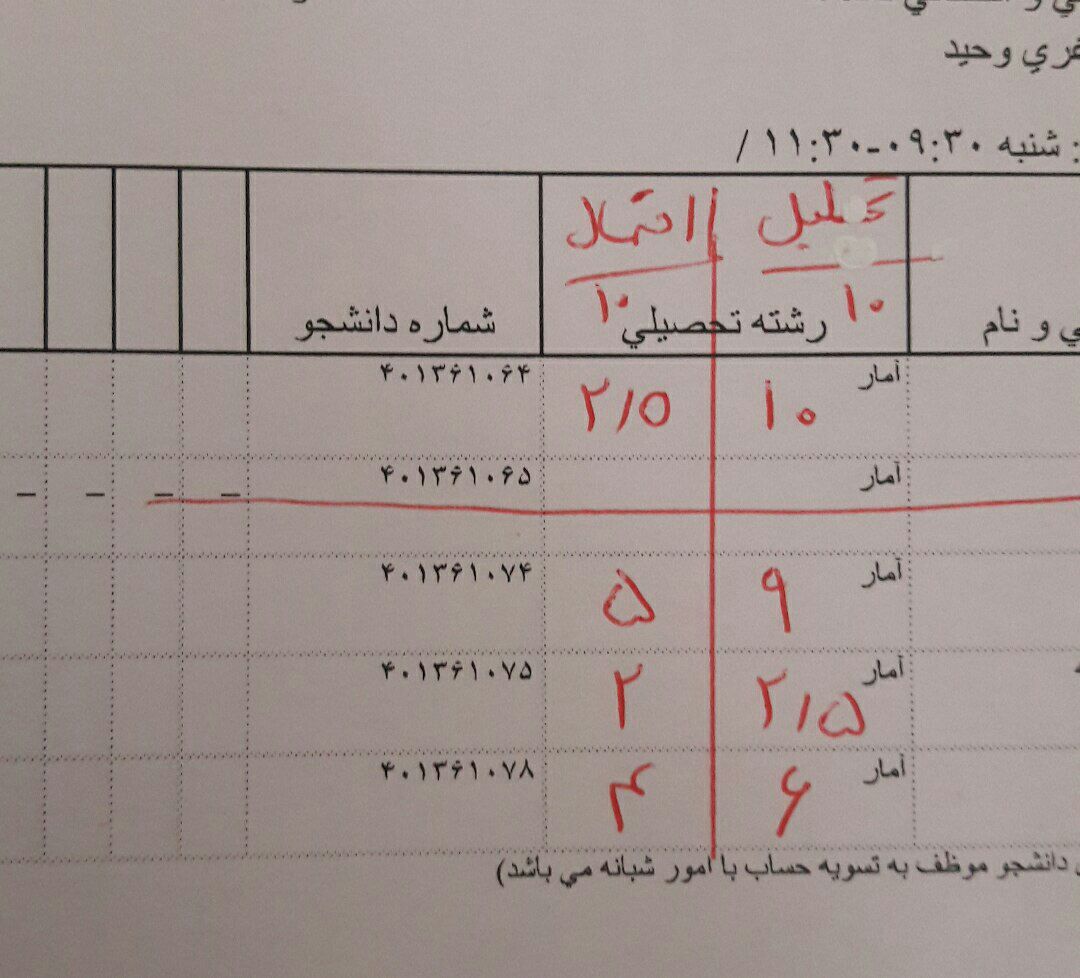 وحيد
: شنبه ۰۹:۳۰-۱۱:۳۰ /
تحلیل احتمال
۱۰ ۱۰
و نام رشته تحصيلي شماره دانشجو
آمار ۴۰۱۳۶۱۰۶۴
۱۰ ۲/۵
آمار ۴۰۱۳۶۱۰۶۵ - - - -
آمار ۴۰۱۳۶۱۰۷۴
۹ ۵
آمار ۴۰۱۳۶۱۰۷۵
۲/۵ ۲
آمار ۴۰۱۳۶۱۰۷۸
۶ ۴
دانشجو موظف به تسويه حساب با امور شبانه مي باشد)